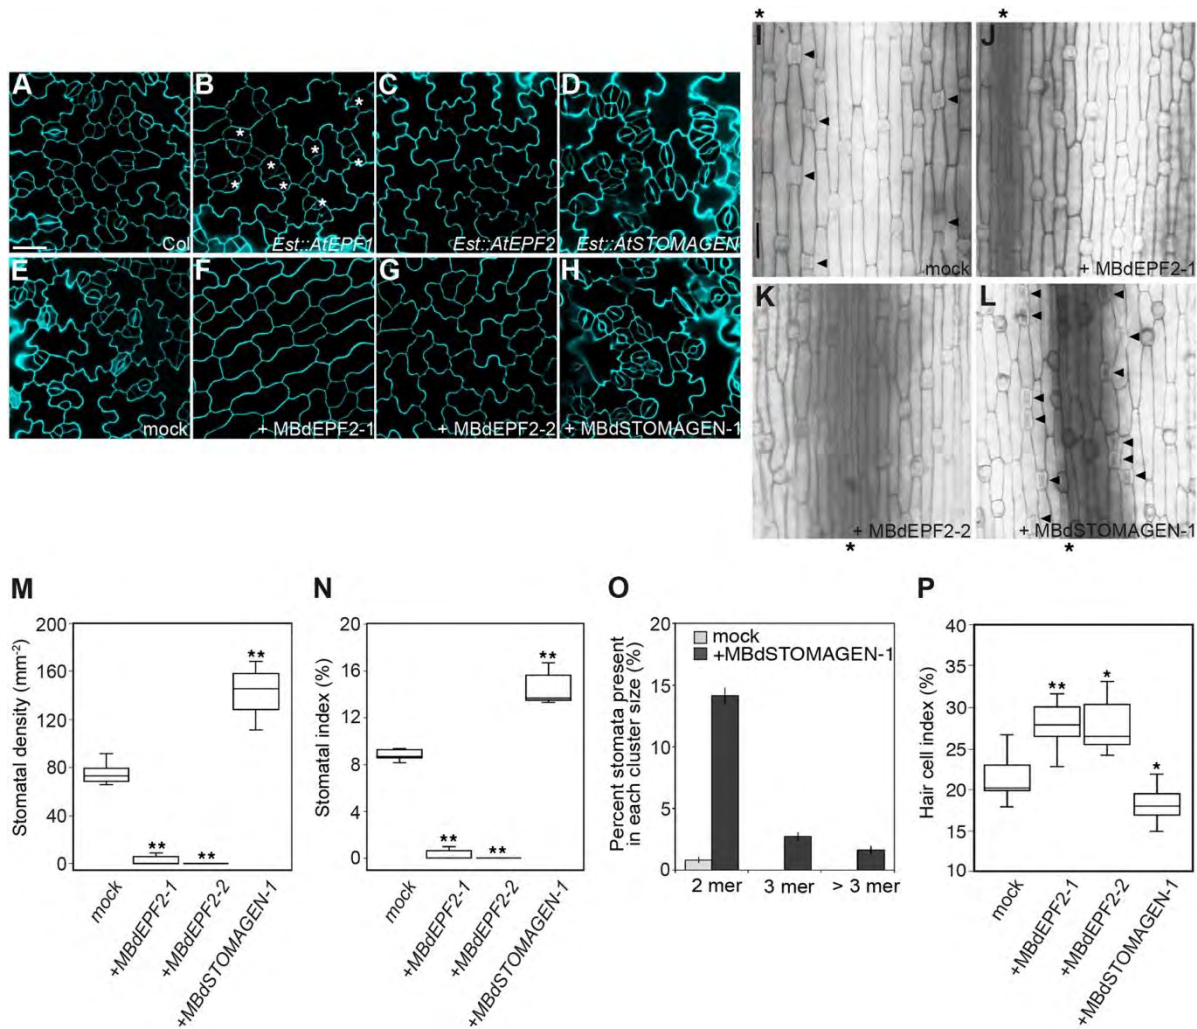 *
*
A
B
C
D
I
J
*
*
*
*
*
*
*
*
Col
Est::AtEPF1
Est::AtEPF2
Est::AtSTOMAGEN
E
F
G
H
mock
+ MBdEPF2-1
K
L
mock
+ MBdEPF2-1
+ MBdEPF2-2
+ MBdSTOMAGEN-1
+ MBdEPF2-2
+ MBdSTOMAGEN-1
*
*
M
Stomatal density (mm-2)
200
160
120
80
40
0
**
**
**
mock
+MBdEPF2-1
+MBdEPF2-2
+MBdSTOMAGEN-1
N
Stomatal index (%)
20
16
12
8
4
0
**
**
**
mock
+MBdEPF2-1
+MBdEPF2-2
+MBdSTOMAGEN-1
O
Percent stomata present
in each cluster size (%)
20
15
10
5
0
mock
+MBdSTOMAGEN-1
2 mer
3 mer
> 3 mer
P
Hair cell index (%)
40
35
30
25
20
15
10
**
*
*
mock
+MBdEPF2-1
+MBdEPF2-2
+MBdSTOMAGEN-1